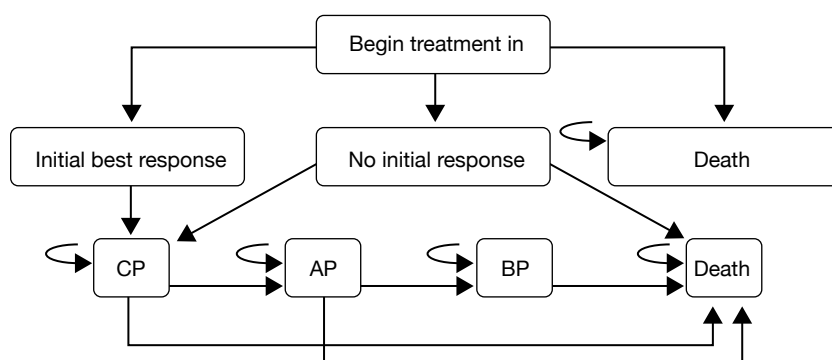 Begin treatment in
Initial best response
No initial response
Death
CP
AP
BP
Death